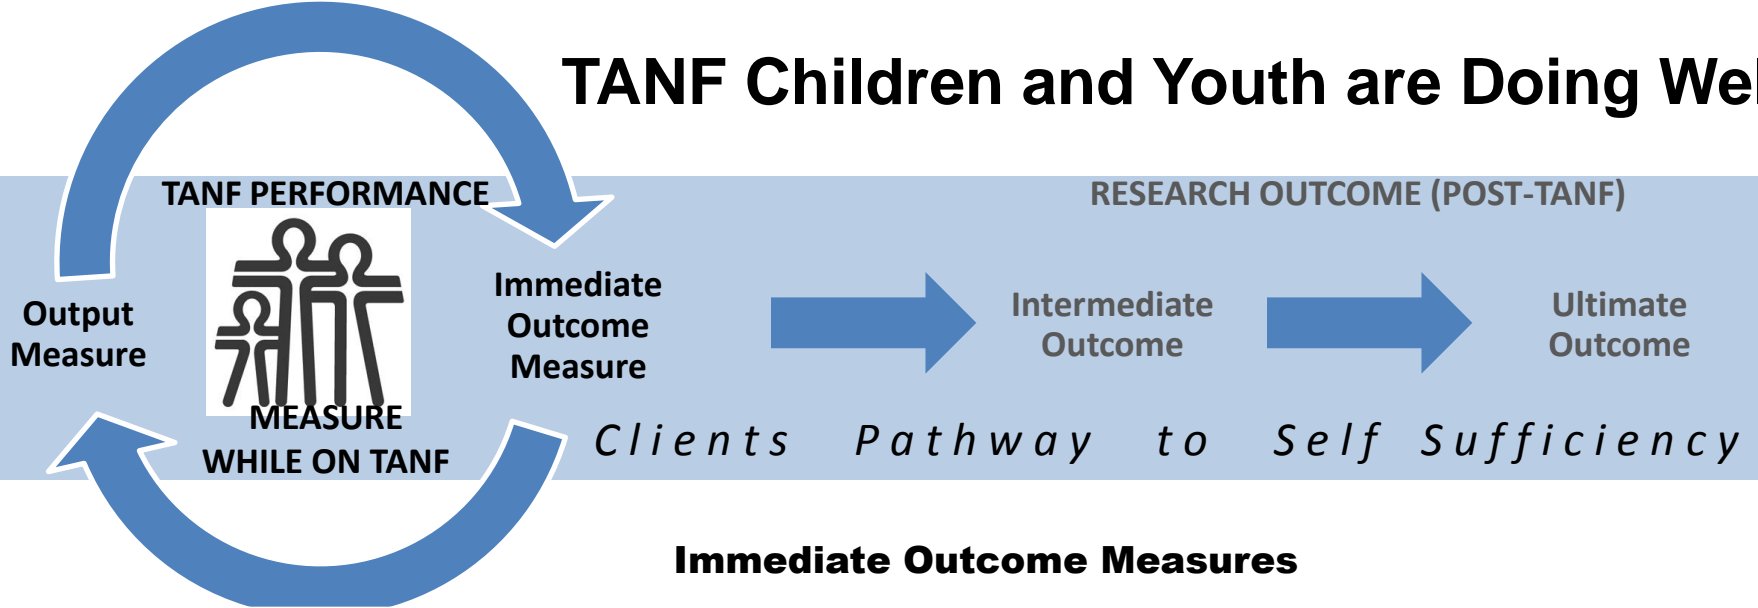 TANF Children and Youth are Doing Wel
TANF PERFORMANCE
RESEARCH OUTCOME (POST-TANF)
Output
Measure
Immediate
Outcome
Measure
Intermediate
Outcome
Ultimate
Outcome
MEASURE
WHILE ON TANF
Clients Pathway to Self Sufficiency
Immediate Outcome Measures